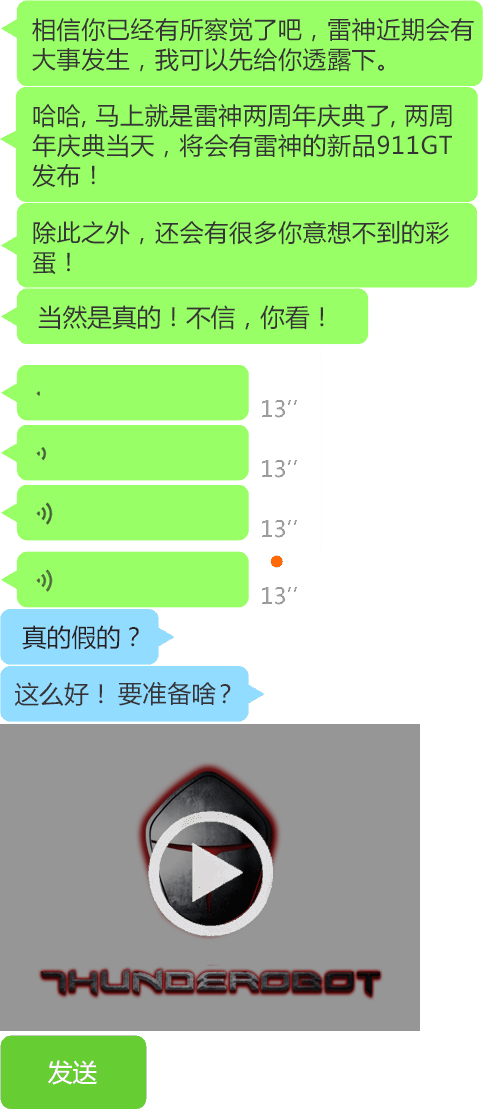 相信你已经有所察觉了吧，雷神近期会有
大事发生，我可以先给你透露下。
哈哈, 马上就是雷神两周年庆典了, 两周
年庆典当天，将会有雷神的新品911GT
发布！
除此之外，还会有很多你意想不到的彩
蛋！
当然是真的！不信，你看！
13′′
13′′
13′′
13′′
真的假的？
这么好！ 要准备啥？
THUNDEROBOT
发送